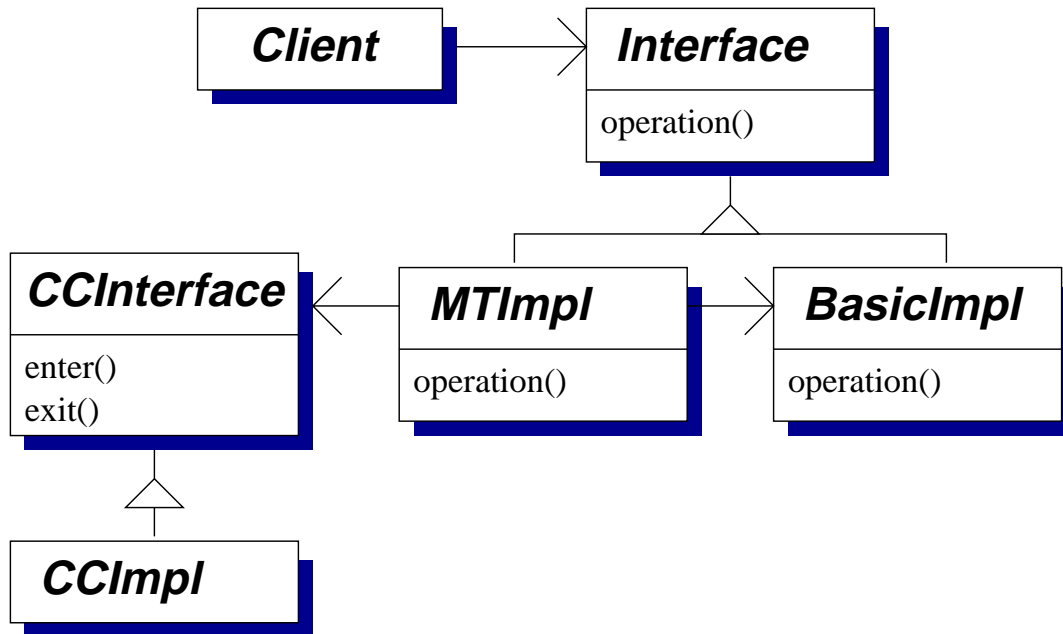 Client
Interface
operation()
CCInterface
enter()
exit()
MTImpl
operation()
BasicImpl
operation()
CCImpl